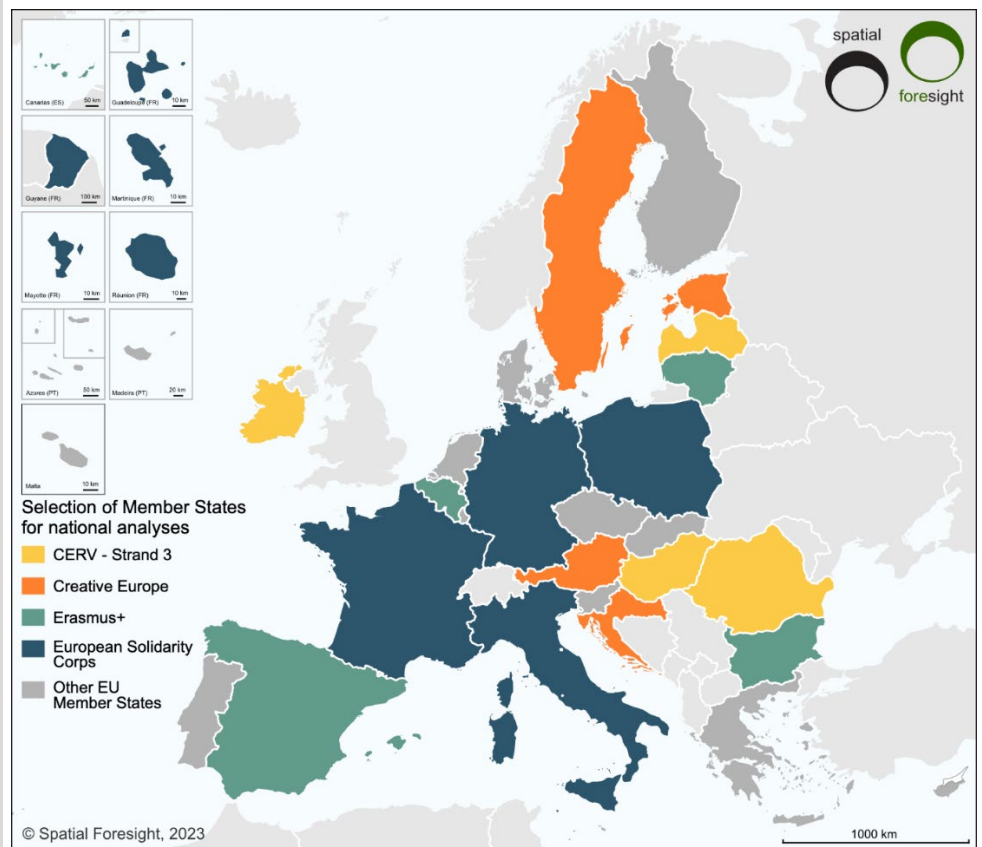 Canarias (ES)
50 km
Guadeloupe (FR)
10 km
Guyane (FR)
100 km
Martinique (FR)
10 km
Mayotte (FR)
10 km
Réunion (FR)
10 km
Azores (PT)
50 km
Madeira (PT)
20 km
Malta
10 km
spatial
foresight
Selection of Member States
for national analyses
CERV - Strand 3
Creative Europe
Erasmus+
European Solidarity
Corps
Other EU
Member States
© Spatial Foresight, 2023
1000 km